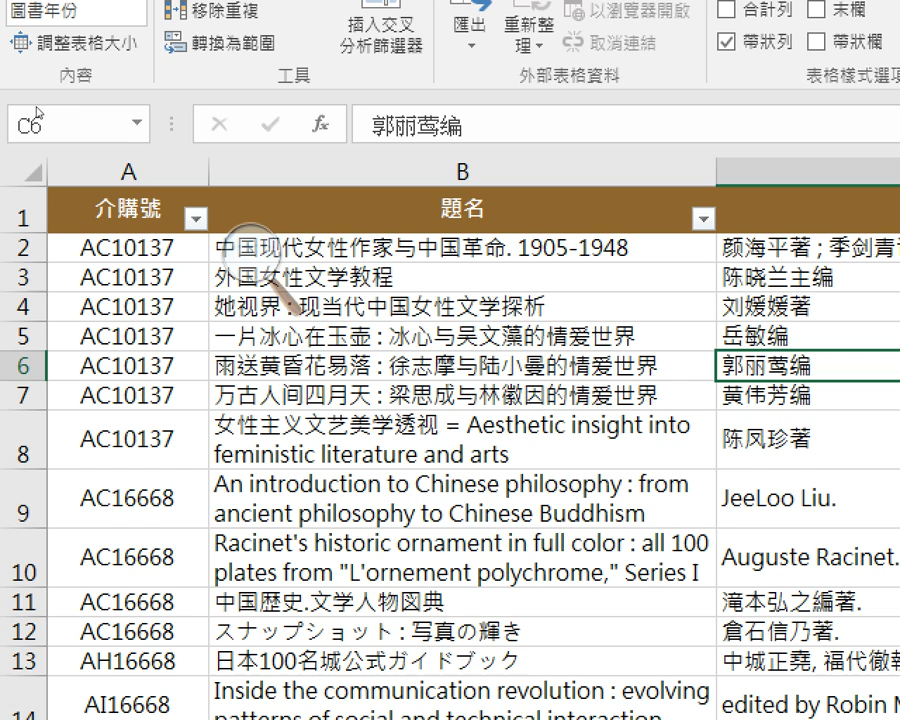 圖書年份
移除重複
插入交叉
分析篩選器
匯出
重新整
理
以瀏覽器開啟
合計列
末欄
調整表格大小
轉換為範圍
取消連結
帶狀列
帶狀欄
內容
工具
外部表格資料
表格樣式選項
C6
fx
郭丽莺编
A
B
1
介購號
題名
2
AC10137
中国现代女性作家与中国革命. 1905-1948
颜海平著 ; 季剑青
3
AC10137
外国女性文学教程
陈晓兰主编
4
AC10137
她视界 : 现当代中国女性文学探析
刘媛媛著
5
AC10137
一片冰心在玉壶 : 冰心与吴文藻的情爱世界
岳敏编
6
AC10137
雨送黄昏花易落 : 徐志摩与陆小曼的情爱世界
郭丽莺编
7
AC10137
万古人间四月天 : 梁思成与林徽因的情爱世界
黄伟芳编
8
AC10137
女性主义文艺美学透视 = Aesthetic insight into
feministic literature and arts
陈凤珍著
9
AC16668
An introduction to Chinese philosophy : from
ancient philosophy to Chinese Buddhism
JeeLoo Liu.
10
AC16668
Racinet's historic ornament in full color : all 100
plates from "L'ornement polychrome," Series I
Auguste Racinet.
11
AC16668
中国歴史.文学人物図典
滝本弘之編著.
12
AC16668
スナップショット : 写真の輝き
倉石信乃著.
13
AH16668
日本100名城公式ガイドブック
中城正堯, 福代徹
14
AI16668
Inside the communication revolution : evolving
patterns of social and technical interaction
edited by Robin